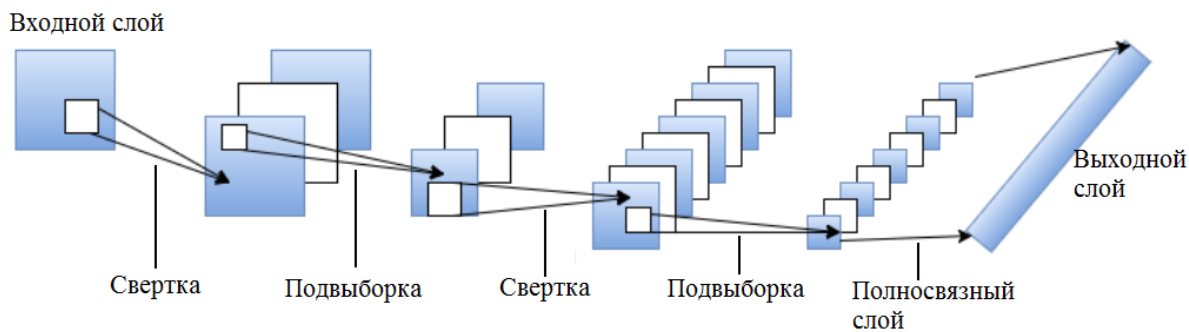 Входной слой
Выходной
слой
Свертка
Подвыборка
Свертка
Подвыборка
Полносвязный
слой